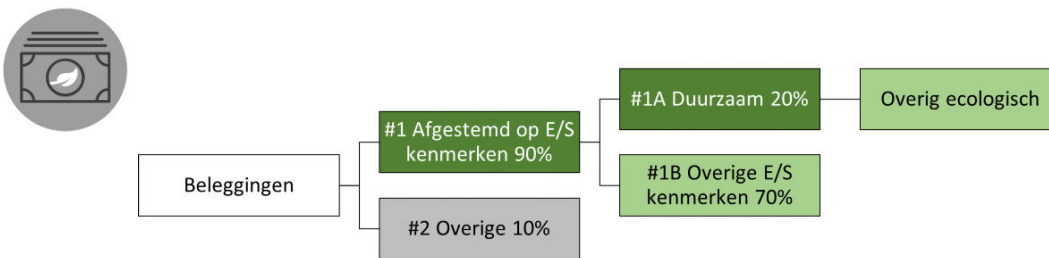 Beleggingen
#1 Afgestemd op E/S
kenmerken 90%
#2 Overige 10%
#1A Duurzaam 20%
#1B Overige E/S
kenmerken 70%
Overig ecologisch